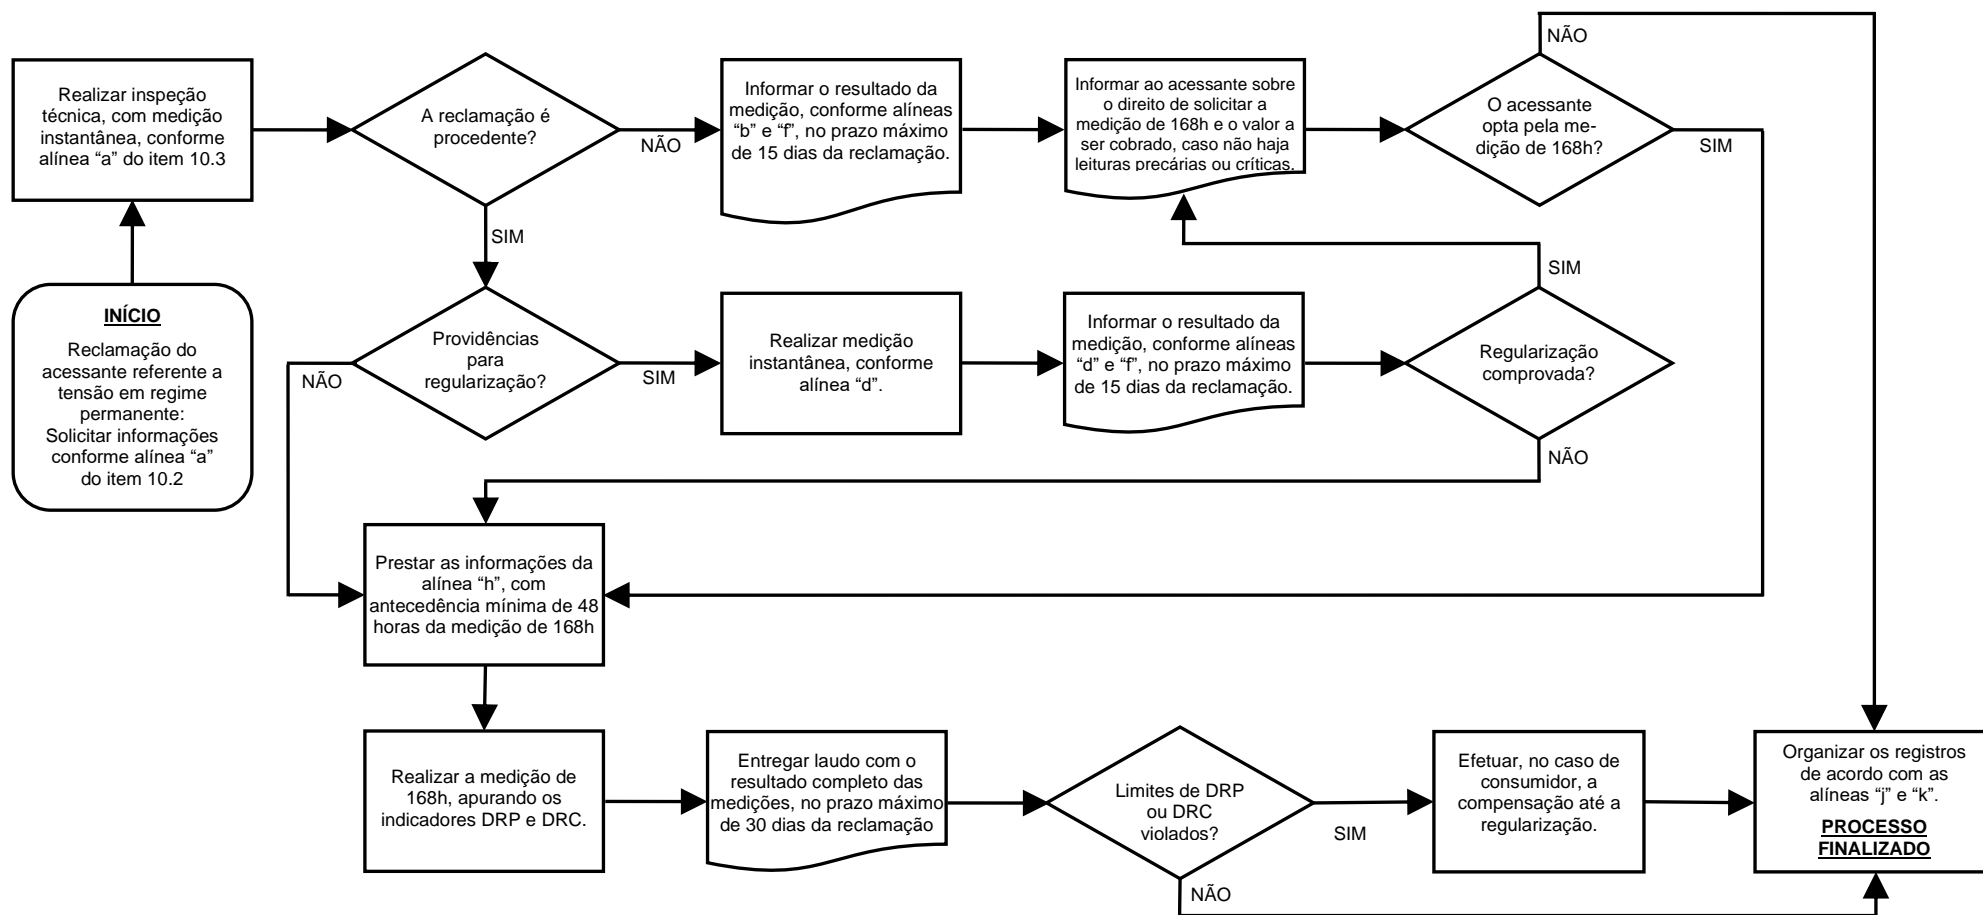 Realizar inspeção
técnica, com medição
instantânea, conforme
alínea “a” do item 10.3
A reclamação é
procedente?
NÃO
SIM
Informar o resultado da
medição, conforme alíneas
“b” e “f”, no prazo máximo
de 15 dias da reclamação.
Informar ao acessante sobre
o direito de solicitar a
medição de 168h e o valor a
ser cobrado, caso não haja
leituras precárias ou críticas.
O acessante
opta pela me-
dição de 168h?
NÃO
SIM
INÍCIO
Reclamação do
acessante referente a
tensão em regime
permanente:
Solicitar informações
conforme alínea “a”
do item 10.2
Providências
para
regularização?
NÃO
SIM
Realizar medição
instantânea, conforme
alínea “d”.
Informar o resultado da
medição, conforme alíneas
“d” e “f”, no prazo máximo
de 15 dias da reclamação.
Regularização
comprovada?
SIM
NÃO
Prestar as informações da
alínea “h”, com
antecedência mínima de 48
horas da medição de 168h
Realizar a medição de
168h, apurando os
indicadores DRP e DRC.
Entregar laudo com o
resultado completo das
medições, no prazo máximo
de 30 dias da reclamação
Limites de DRP
ou DRC
violados?
SIM
NÃO
Efetuar, no caso de
consumidor, a
compensação até a
regularização.
Organizar os registros
de acordo com as
alíneas “j” e “k”.
PROCESSO
FINALIZADO